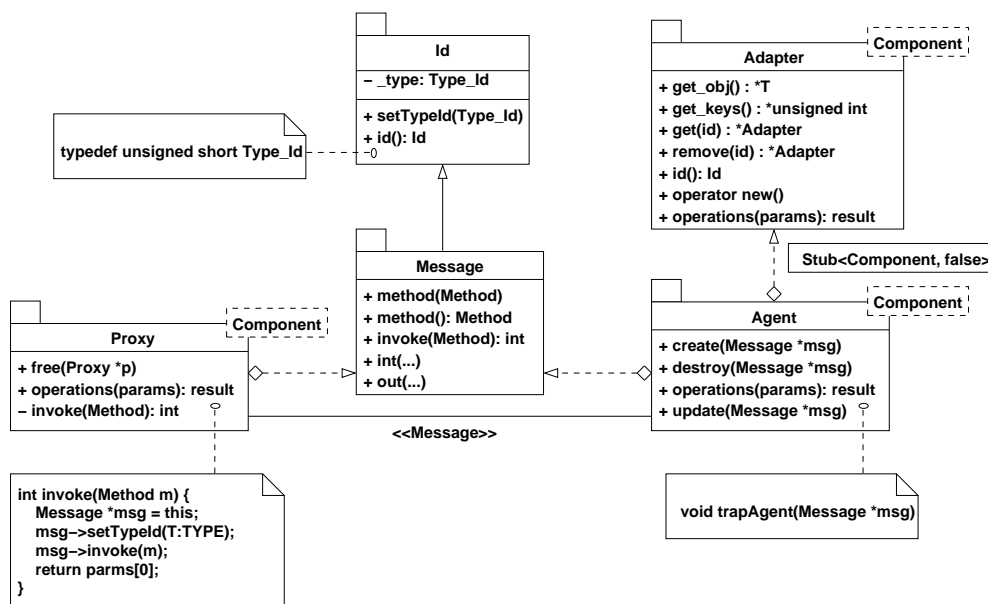 Id
− _type: Type_Id
+ setTypeId(Type_Id)
+ id(): Id
typedef unsigned short Type_Id
Component
Adapter
+ get_obj() : *T
+ get_keys() : *unsigned int
+ get(id) : *Adapter
+ remove(id) : *Adapter
+ id(): Id
+ operator new()
+ operations(params): result
Stub<Component, false>
Message
+ method(Method)
+ method(): Method
+ invoke(Method): int
+ int(...)
+ out(...)
Component
Proxy
+ free(Proxy *p)
+ operations(params): result
− invoke(Method): int
Component
Agent
+ create(Message *msg)
+ destroy(Message *msg)
+ operations(params): result
+ update(Message *msg)
<<Message>>
int invoke(Method m) {
Message *msg = this;
msg−>setTypeId(T:TYPE);
msg−>invoke(m);
return parms[0];
}
void trapAgent(Message *msg)